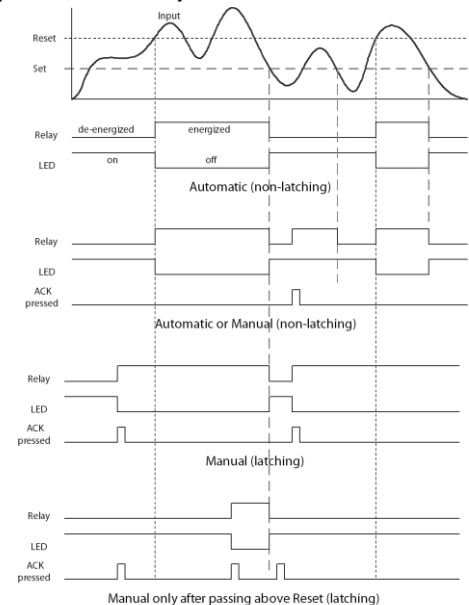 Input
Reset
Set
de-energized energized
Relay
on off
LED
Automatic (non-latching)
Relay
LED
ACK
pressed
Automatic or Manual (non-latching)
Relay
LED
ACK
pressed
Manual (latching)
Relay
LED
ACK
pressed
Manual only after passing above Reset (latching)